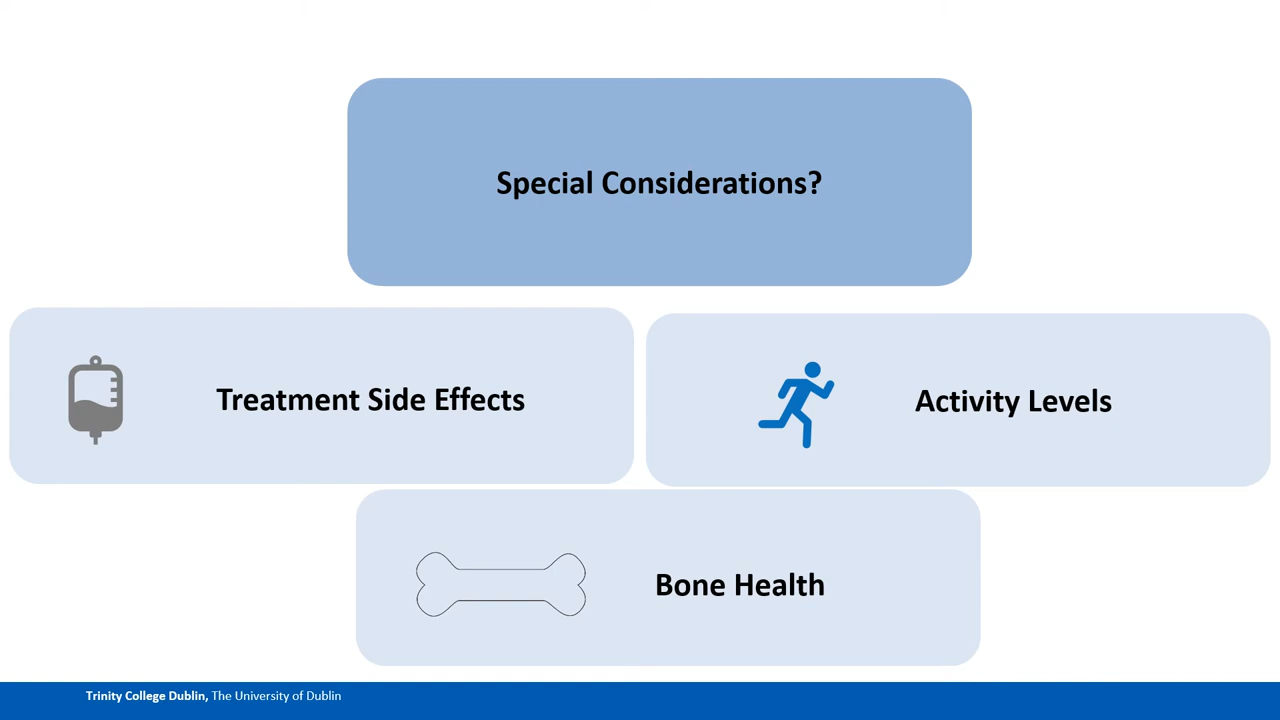 Special Considerations?
Treatment Side Effects
Activity Levels
Bone Health
Trinity College Dublin, The University of Dublin